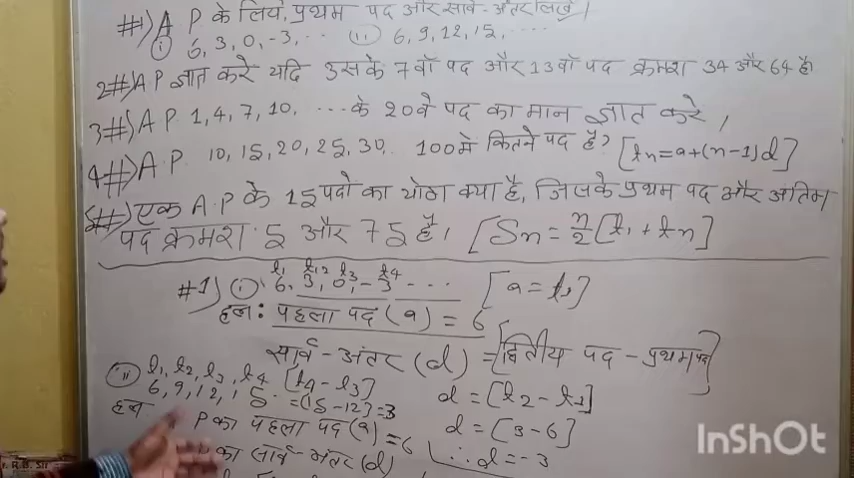 #1) A P के लिये, प्रथम पद और सार्व-अंतर लिखें।
(i) 6, 3, 0, -3, ... (ii) 6, 9, 12, 15, ...
2#) A P ज्ञात करे यदि उसके 7वाँ पद और 13वाँ पद क्रमश 34 और 64 है।
3#) A P. 1, 4, 7, 10, ... के 20वे पद का मान ज्ञात करे,
4#) A.P. 10, 15, 20, 25, 30, 100 मे कितने पद है? [tn = a+(n-1)d]
5#) एक A.P के 15 पदो का योग क्या है, जिसके प्रथम पद और अंतिम
पद क्रमश 5 और 75 है। [Sn = n/2 [t1 + tn]
t1 t2 t3 t4
#1) (i) 6, 3, 0, -3 ... [a = t1]
हल: पहला पद (a) = 6
सार्व-अंतर (d) = [द्वितीय पद - प्रथम पद]
(ii) t1, t2, t3, t4 [t4 - t3] d = [t2 - t1]
6, 9, 12, 15 = (15 - 12) = 3
हल P का पहला पद (a) = 6 d = [3 - 6]
का सार्व-अंतर (d) ∴ d = -3
R.B. Sir
InShOt